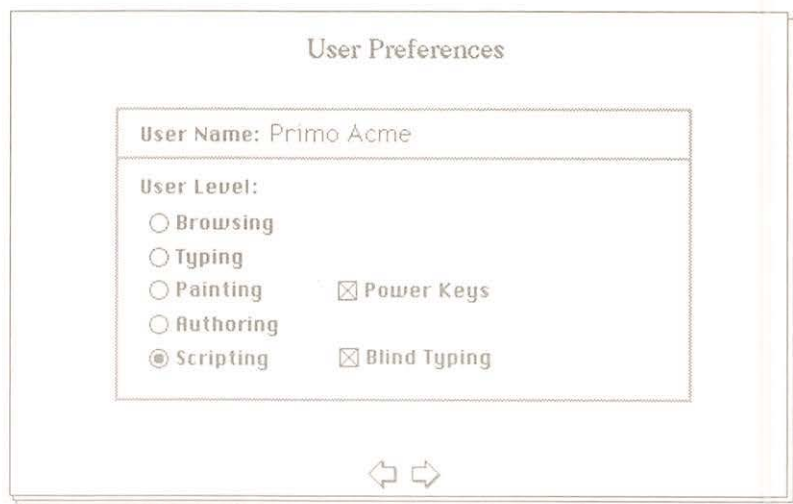 User Preferences
User Name: Primo Acme
User Level:
Browsing
Typing
Painting Power Keys
Authoring
Scripting Blind Typing